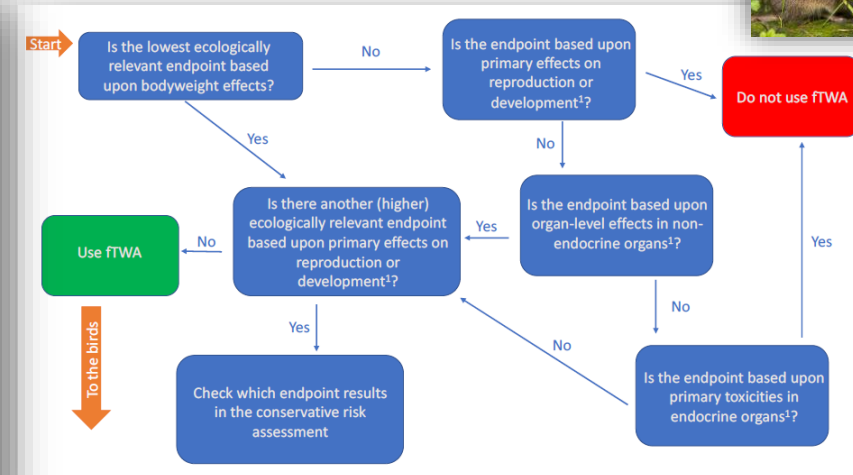 Start
Is the lowest ecologically
relevant endpoint based
upon bodyweight effects?
No
Is the endpoint based upon
primary effects on
reproduction or
development¹?
Yes
Do not use fTWA
Yes
No
Is there another (higher)
ecologically relevant endpoint
based upon primary effects on
reproduction or
development¹?
Yes
Is the endpoint based upon
organ-level effects in non-
endocrine organs¹?
Use fTWA
No
Yes
No
Yes
No
To the birds
Check which endpoint results
in the conservative risk
assessment
Is the endpoint based upon
primary toxicities in
endocrine organs¹?